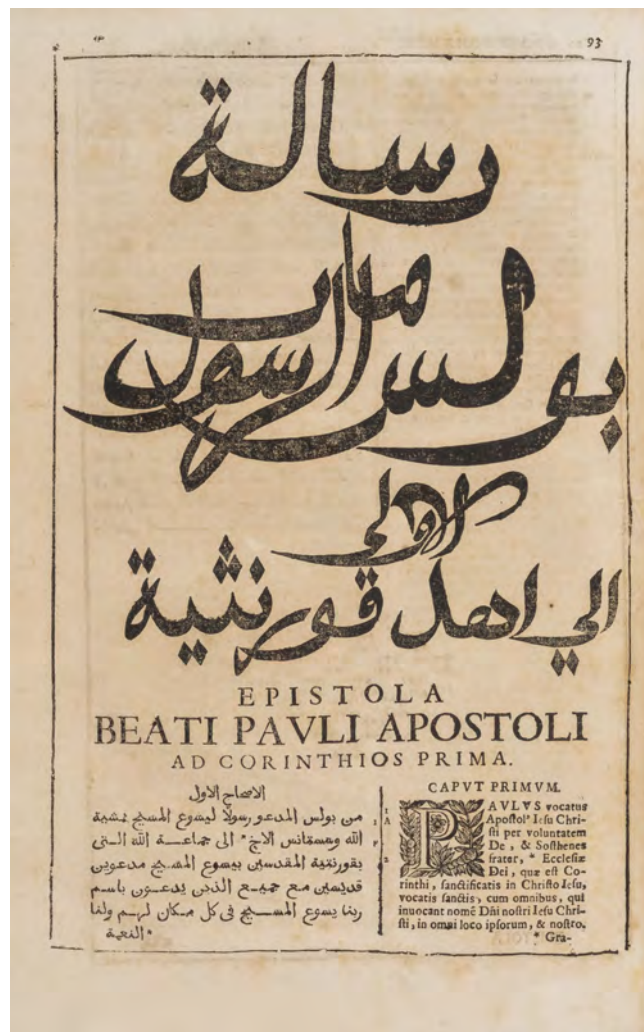 93
رسالة
مار
بولس الرسول
الاولي
الي اهل قورنثية
EPISTOLA
BEATI PAVLI APOSTOLI
AD CORINTHIOS PRIMA.
الاصحاح الاول
من بولس المدعو رسولا ليسوع المسيح بمشية
الله وسستانس الاخ * الى جماعة الله التى
بقورنثية المقدسين بيسوع المسيح مدعوين
قديسين مع جميع الذين يدعون باسم
ربنا يسوع المسيح فى كل مكان لهم ولنا
* النعمة
CAPVT PRIMVM.
PAVLVS vocatus
Apostol' Iesu Chri-
sti per voluntatem
De, & Sosthenes
frater, * Ecclesiæ
Dei, quæ est Co-
rinthi, sanctificatis in Christo Iesu,
vocatis sanctis, cum omnibus, qui
inuocant nomē Dñi nostri Iesu Chri-
sti, in omni loco ipsorum, & nostro.
* Gra-